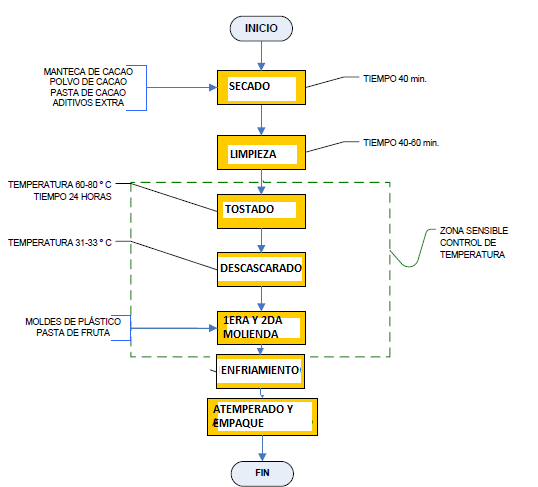 INICIO
MANTECA DE CACAO
POLVO DE CACAO
PASTA DE CACAO
ADITIVOS EXTRA
SECADO
TIEMPO 40 min.
LIMPIEZA
TIEMPO 40-60 min.
TEMPERATURA 60-80 º C
TIEMPO 24 HORAS
TOSTADO
ZONA SENSIBLE
CONTROL DE
TEMPERATURA
TEMPERATURA 31-33 º C
DESCASCARADO
MOLDES DE PLÁSTICO
PASTA DE FRUTA
1ERA Y 2DA
MOLIENDA
ENFRIAMIENTO
ATEMPERADO Y
EMPAQUE
FIN